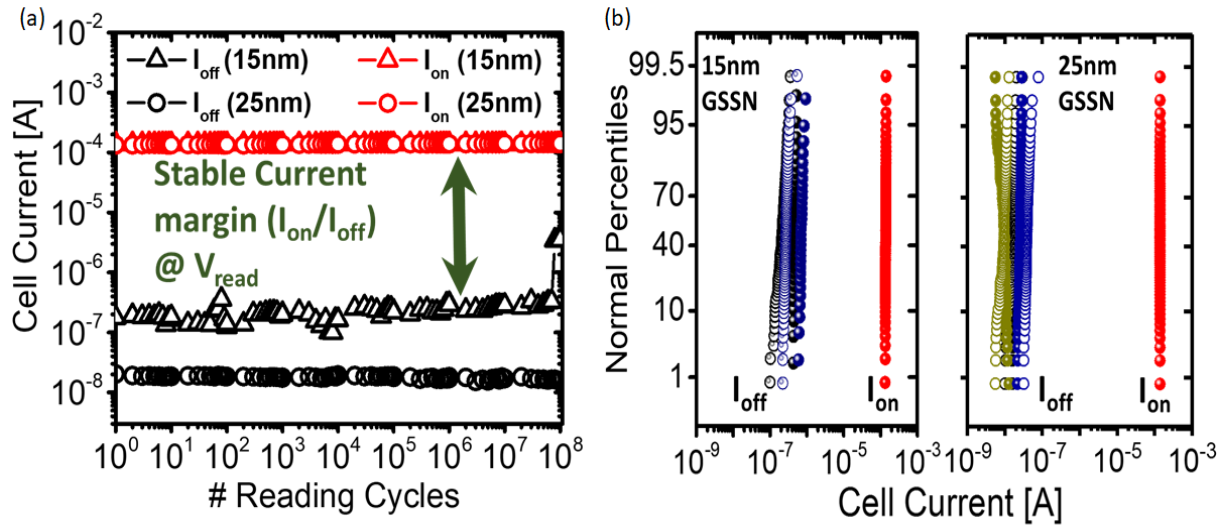 (a)
10^-2
10^-3
10^-4
10^-5
10^-6
10^-7
10^-8
Cell Current [A]
I_off (15nm) I_on (15nm)
I_off (25nm) I_on (25nm)
Stable Current
margin (I_on/I_off)
@ V_read
10^0 10^1 10^2 10^3 10^4 10^5 10^6 10^7 10^8
# Reading Cycles
(b)
Normal Percentiles
99.5
95
70
40
10
1
15nm
GSSN
I_off I_on
10^-9 10^-7 10^-5 10^-3
25nm
GSSN
I_off I_on
10^-9 10^-7 10^-5 10^-3
Cell Current [A]